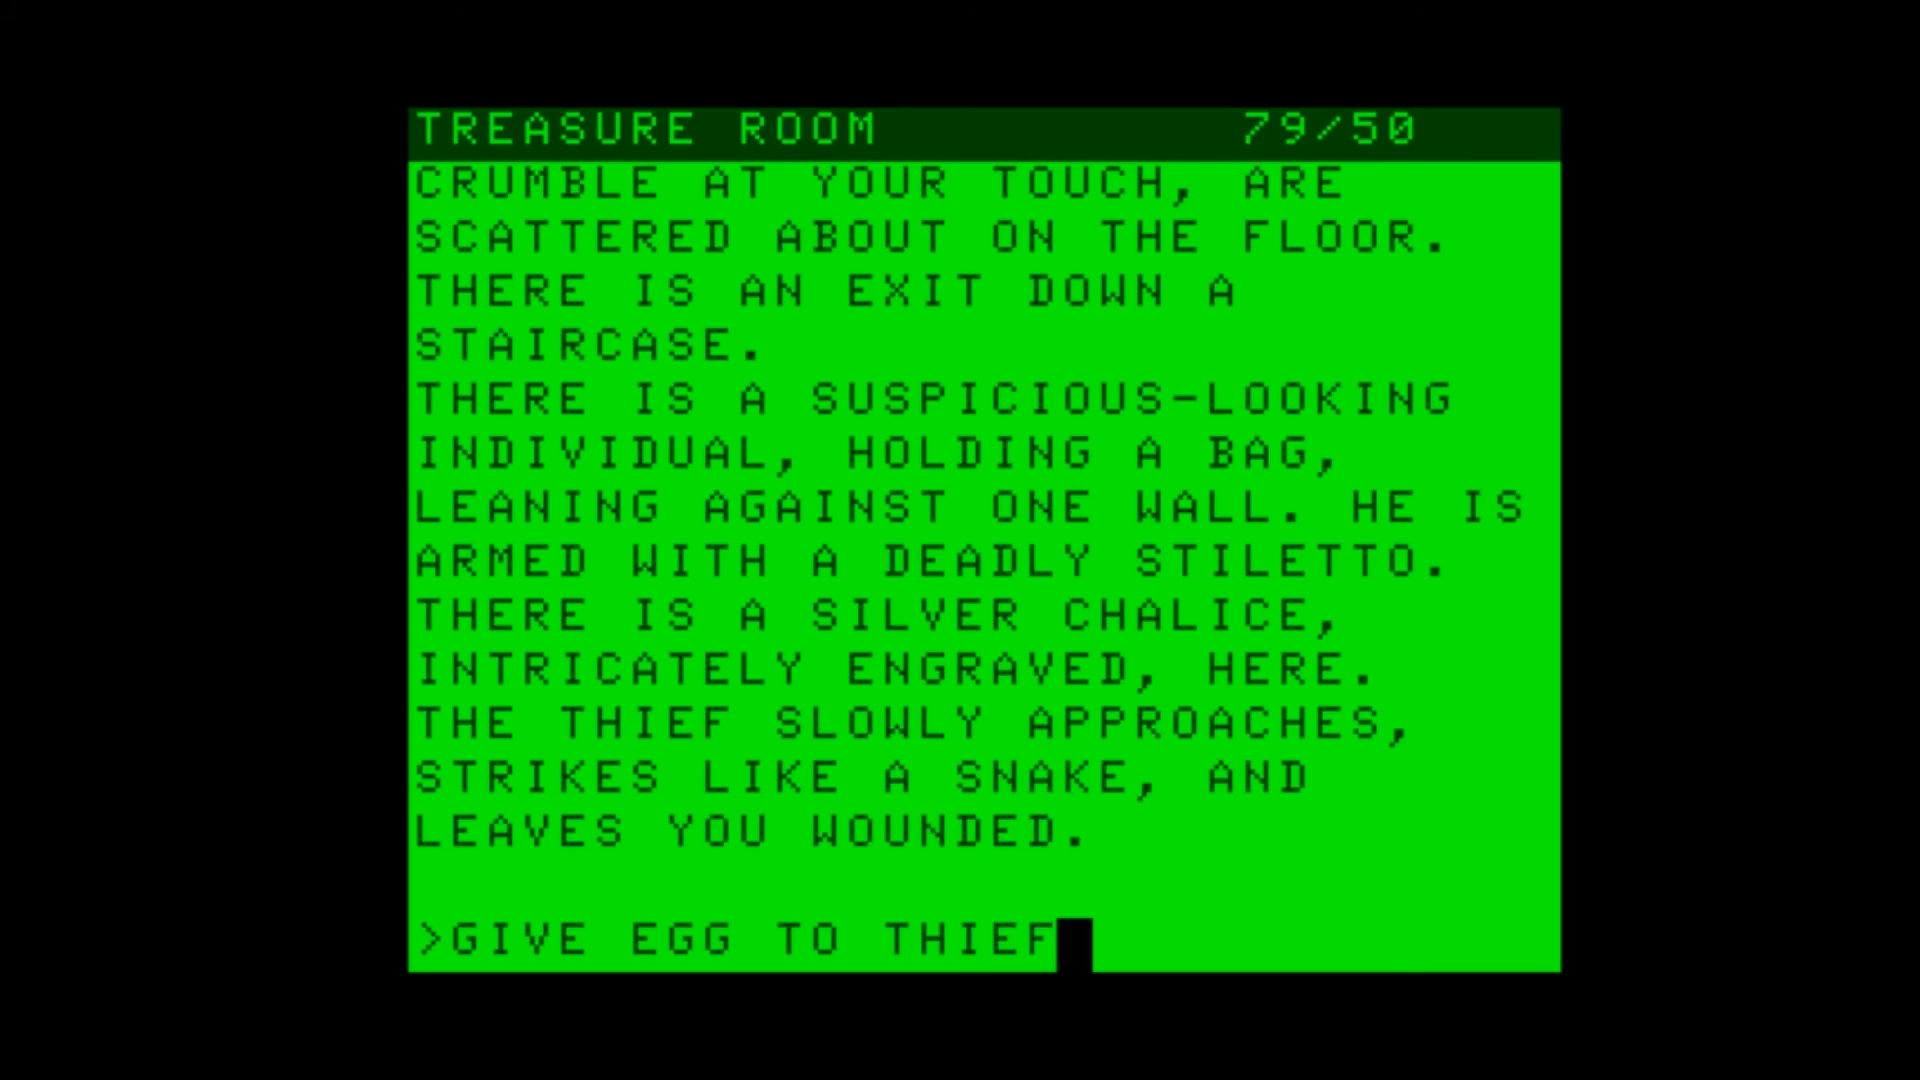 TREASURE ROOM 79/50
CRUMBLE AT YOUR TOUCH, ARE
SCATTERED ABOUT ON THE FLOOR.
THERE IS AN EXIT DOWN A
STAIRCASE.
THERE IS A SUSPICIOUS-LOOKING
INDIVIDUAL, HOLDING A BAG,
LEANING AGAINST ONE WALL. HE IS
ARMED WITH A DEADLY STILETTO.
THERE IS A SILVER CHALICE,
INTRICATELY ENGRAVED, HERE.
THE THIEF SLOWLY APPROACHES,
STRIKES LIKE A SNAKE, AND
LEAVES YOU WOUNDED.
>GIVE EGG TO THIEF